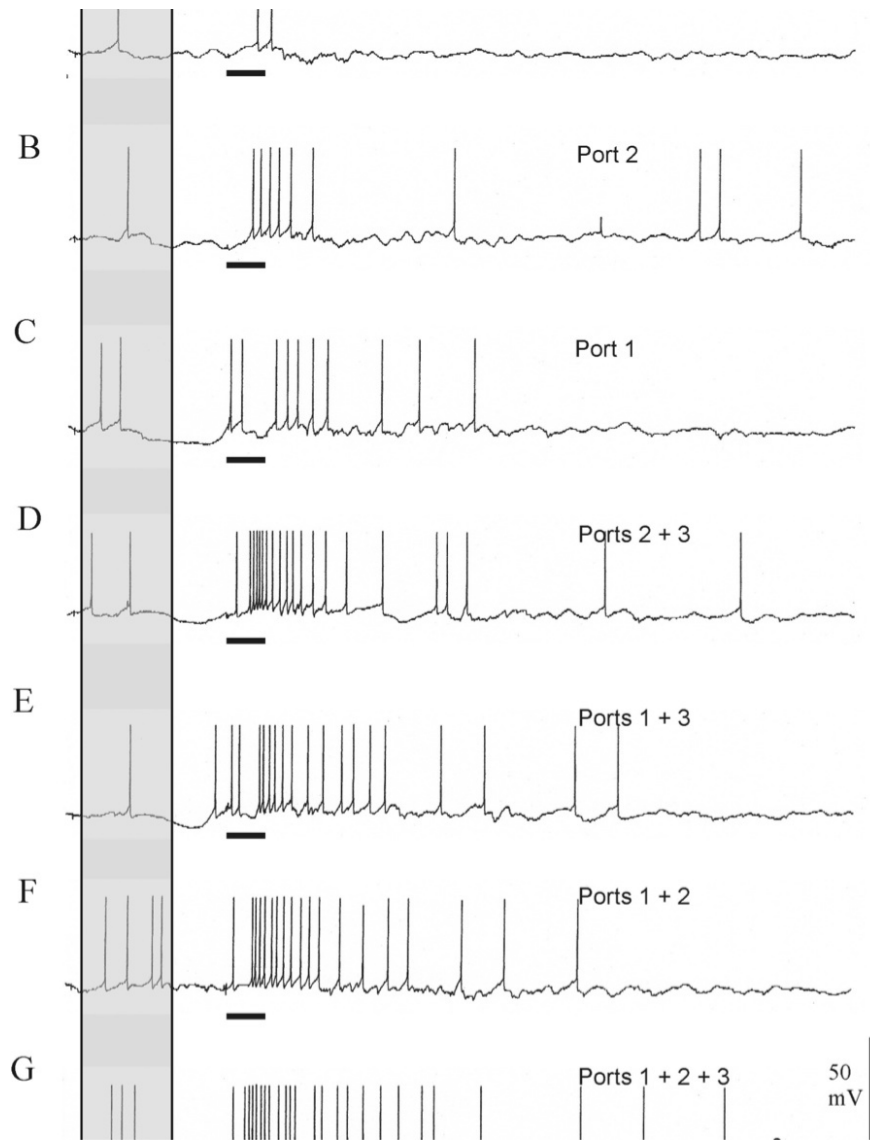 B
Port 2
C
Port 1
D
Ports 2 + 3
E
Ports 1 + 3
F
Ports 1 + 2
G
Ports 1 + 2 + 3
50
mV